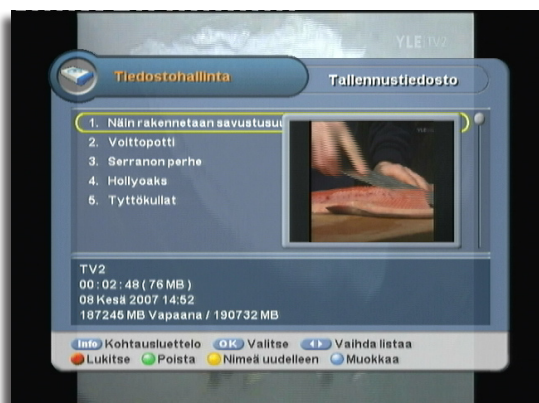 YLE TV2
Tiedostohallinta
Tallennustiedosto
1. Näin rakennetaan savustusuu
2. Voittopotti
3. Serranon perhe
4. Hollyoaks
5. Tyttökullat
TV2
00:02:48 ( 76 MB )
08 Kesä 2007 14:52
187245 MB Vapaana / 190732 MB
Info Kohtausluettelo OK Valitse Vaihda listaa
Lukitse Poista Nimeä uudelleen Muokkaa